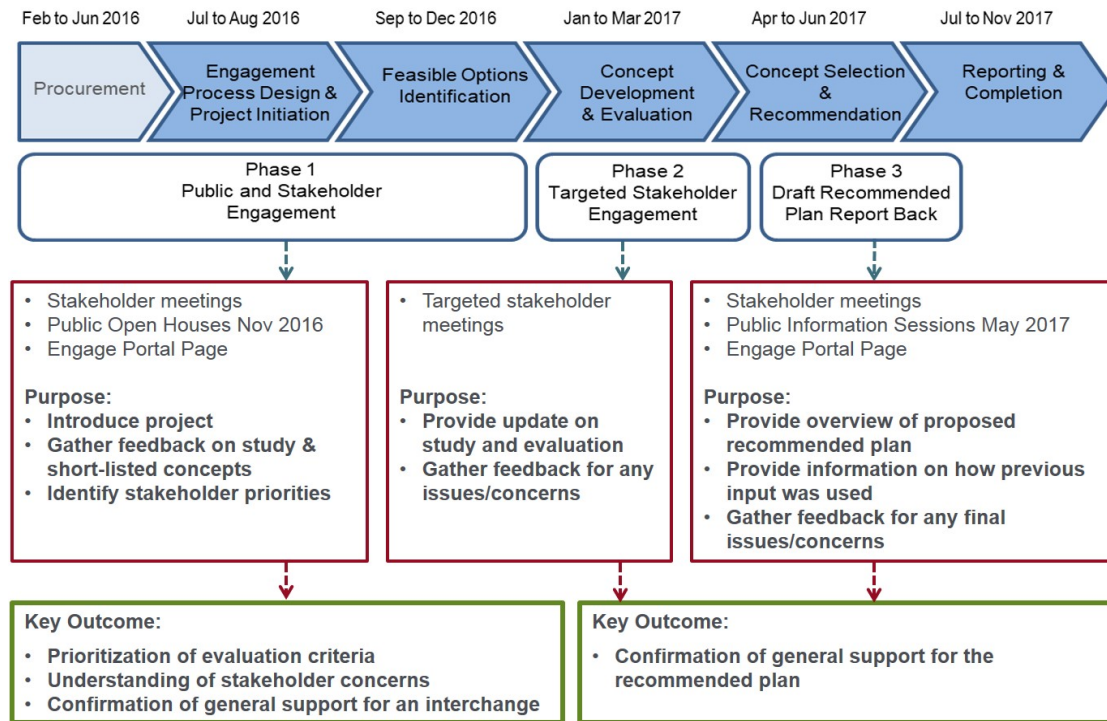 Feb to Jun 2016
Jul to Aug 2016
Sep to Dec 2016
Jan to Mar 2017
Apr to Jun 2017
Jul to Nov 2017
Procurement
Engagement
Process Design &
Project Initiation
Feasible Options
Identification
Concept
Development
& Evaluation
Concept Selection
&
Recommendation
Reporting &
Completion
Phase 1
Public and Stakeholder
Engagement
Phase 2
Targeted Stakeholder
Engagement
Phase 3
Draft Recommended
Plan Report Back
• Stakeholder meetings
• Public Open Houses Nov 2016
• Engage Portal Page
Purpose:
• Introduce project
• Gather feedback on study &
short-listed concepts
• Identify stakeholder priorities
• Targeted stakeholder
meetings
Purpose:
• Provide update on
study and evaluation
• Gather feedback for any
issues/concerns
• Stakeholder meetings
• Public Information Sessions May 2017
• Engage Portal Page
Purpose:
• Provide overview of proposed
recommended plan
• Provide information on how previous
input was used
• Gather feedback for any final
issues/concerns
Key Outcome:
• Prioritization of evaluation criteria
• Understanding of stakeholder concerns
• Confirmation of general support for an interchange
Key Outcome:
• Confirmation of general support for the
recommended plan